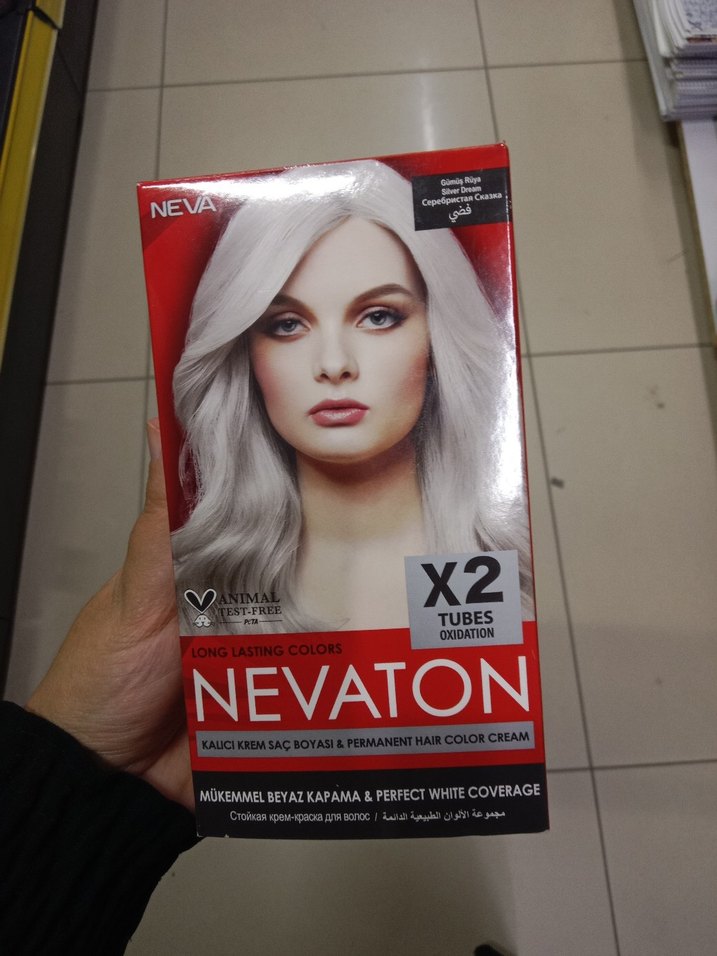 NEVA
Gümüş Rüya
Silver Dream
Серебристая Сказка
فضي
X2
TUBES
OXIDATION
ANIMAL
TEST-FREE
PeTA
LONG LASTING COLORS
NEVATON
KALICI KREM SAÇ BOYASI & PERMANENT HAIR COLOR CREAM
MÜKEMMEL BEYAZ KAPAMA & PERFECT WHITE COVERAGE
Стойкая крем-краска для волос / مجموعة الألوان الطبيعية الدائمة